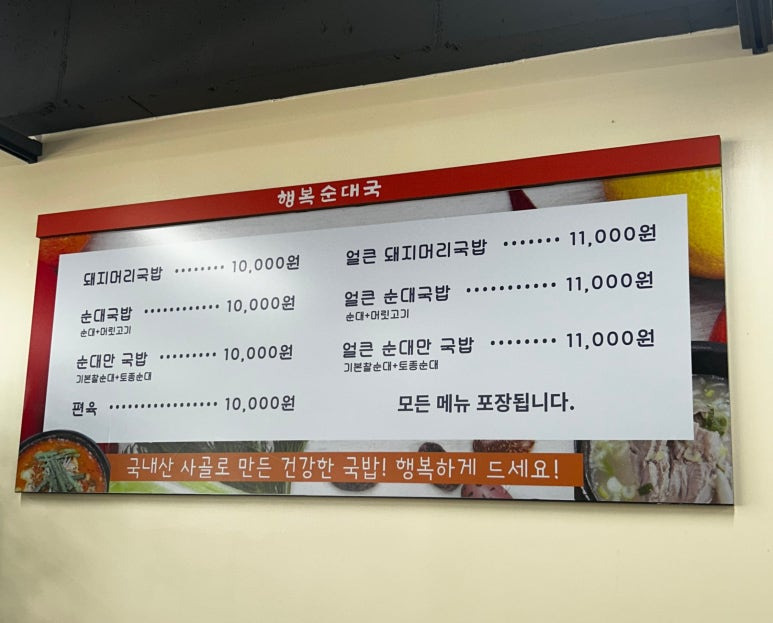 행복순대국
돼지머리국밥 ········ 10,000원
순대국밥 ············ 10,000원
순대+머릿고기
순대만 국밥 ········· 10,000원
기본찰순대+토종순대
편육 ················· 10,000원
얼큰 돼지머리국밥 ······· 11,000원
얼큰 순대국밥 ··········· 11,000원
순대+머릿고기
얼큰 순대만 국밥 ········ 11,000원
기본찰순대+토종순대
모든 메뉴 포장됩니다.
국내산 사골로 만든 건강한 국밥! 행복하게 드세요!